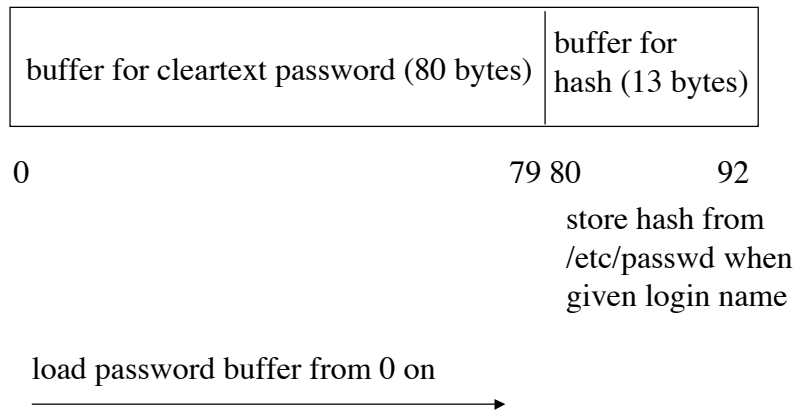 buffer for cleartext password (80 bytes)
buffer for
hash (13 bytes)
0
79 80
92
store hash from
/etc/passwd when
given login name
load password buffer from 0 on